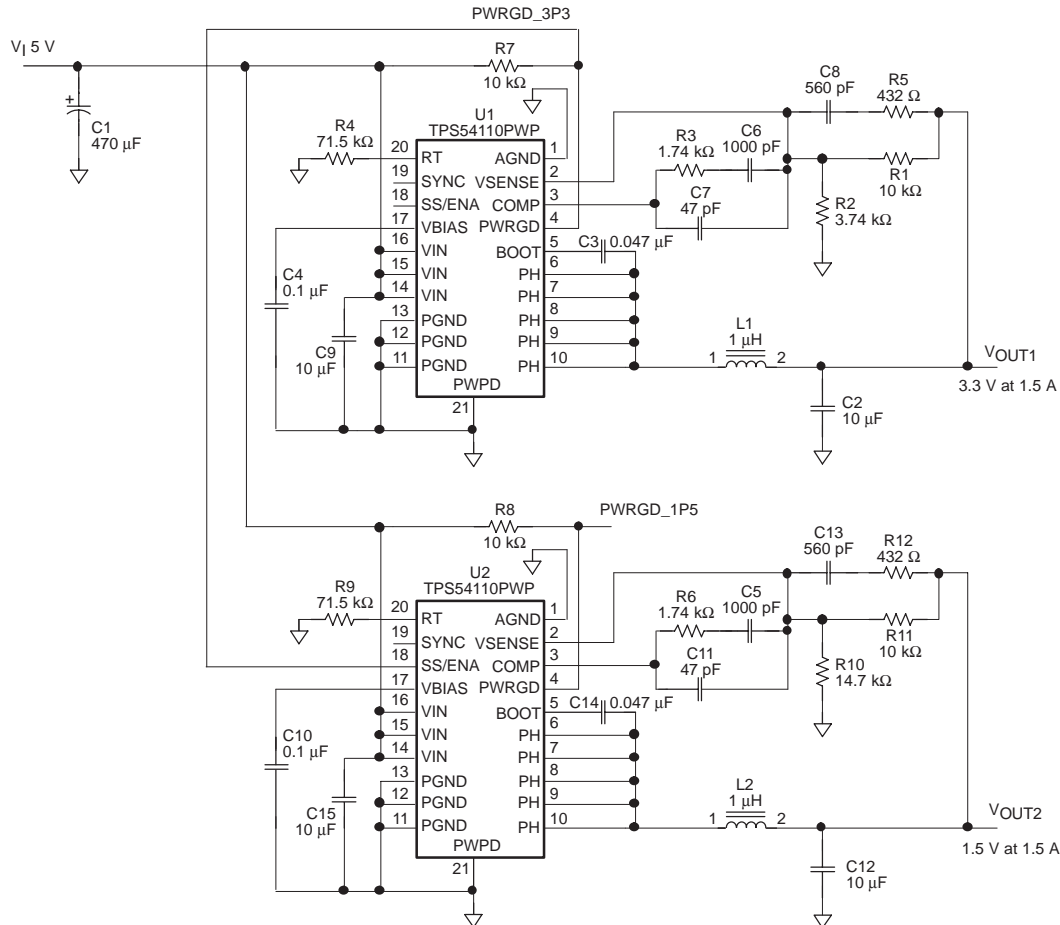 PWRGD_3P3
VI 5 V
R7
10 kΩ
C1
470 µF
+
R4
71.5 kΩ
U1
TPS54110PWP
20 RT
19 SYNC
18 SS/ENA
17 VBIAS
16 VIN
15 VIN
14 VIN
13 PGND
12 PGND
11 PGND
PWPD
21
AGND 1
VSENSE 2
COMP 3
PWRGD 4
BOOT 5
PH 6
PH 7
PH 8
PH 9
PH 10
C4
0.1 µF
C9
10 µF
C3 0.047 µF
R3
1.74 kΩ
C6
1000 pF
C7
47 pF
C8
560 pF
R5
432 Ω
R1
10 kΩ
R2
3.74 kΩ
L1
1 µH
1 2
C2
10 µF
VOUT1
3.3 V at 1.5 A
R8
10 kΩ
PWRGD_1P5
R9
71.5 kΩ
U2
TPS54110PWP
20 RT
19 SYNC
18 SS/ENA
17 VBIAS
16 VIN
15 VIN
14 VIN
13 PGND
12 PGND
11 PGND
PWPD
21
AGND 1
VSENSE 2
COMP 3
PWRGD 4
BOOT 5
PH 6
PH 7
PH 8
PH 9
PH 10
C10
0.1 µF
C15
10 µF
C14 0.047 µF
R6
1.74 kΩ
C5
1000 pF
C11
47 pF
C13
560 pF
R12
432 Ω
R11
10 kΩ
R10
14.7 kΩ
L2
1 µH
1 2
C12
10 µF
VOUT2
1.5 V at 1.5 A